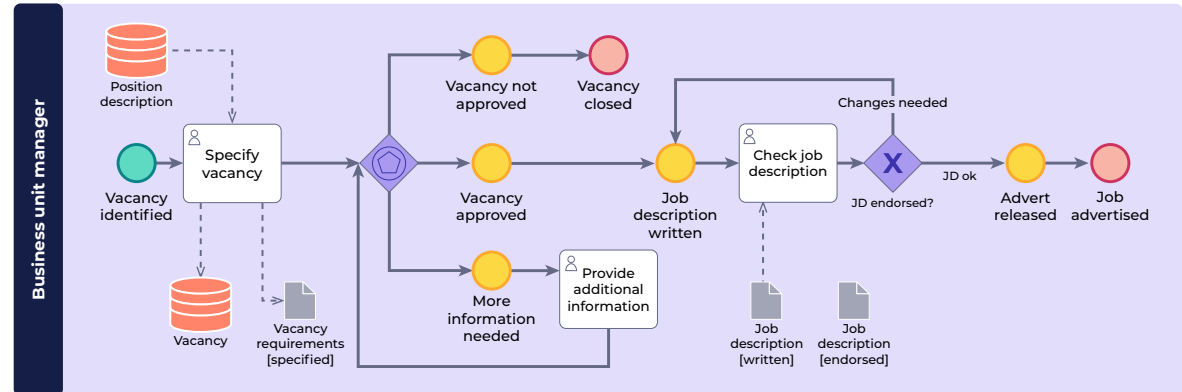 Business unit manager
Position
description
Vacancy
identified
Specify
vacancy
Vacancy
Vacancy
requirements
[specified]
Vacancy not
approved
Vacancy
closed
Vacancy
approved
More
information
needed
Provide
additional
information
Job
description
written
Check job
description
Changes needed
X
JD endorsed?
JD ok
Job
description
[written]
Job
description
[endorsed]
Advert
released
Job
advertised